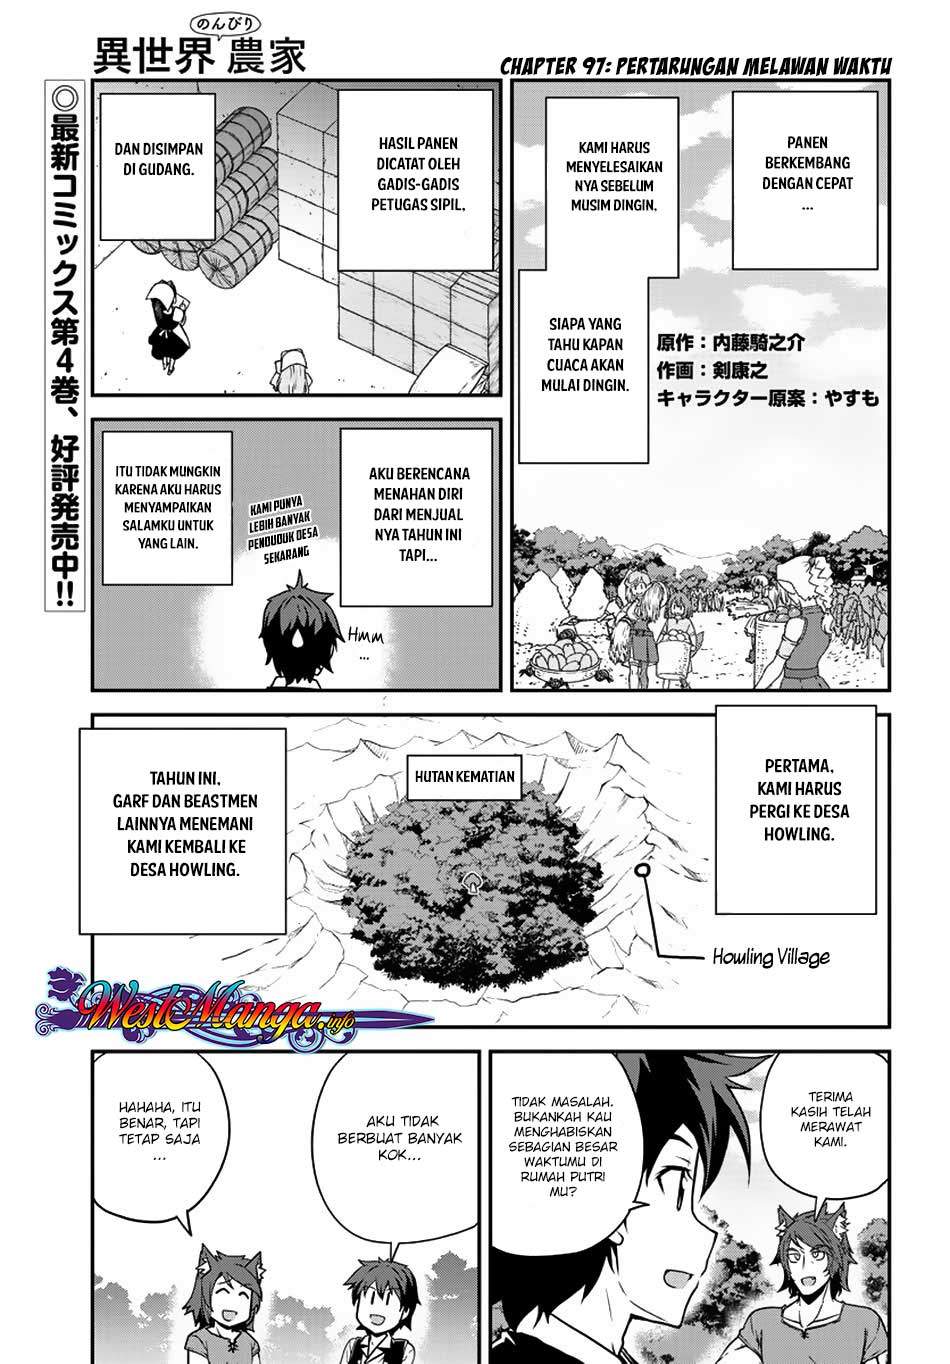 のんびり
異世界 農家
CHAPTER 97: PERTARUNGAN MELAWAN WAKTU
◎最新コミックス第4巻、好評発売中!!
PANEN
BERKEMBANG
DENGAN CEPAT
...
KAMI HARUS
MENYELESAIKAN
NYA SEBELUM
MUSIM DINGIN.
SIAPA YANG
TAHU KAPAN
CUACA AKAN
MULAI DINGIN.
原作：内藤騎之介
作画：剣康之
キャラクター原案：やすも
HASIL PANEN
DICATAT OLEH
GADIS-GADIS
PETUGAS SIPIL,
DAN DISIMPAN
DI GUDANG.
AKU BERENCANA
MENAHAN DIRI
DARI MENJUAL
NYA TAHUN INI
TAPI...
KAMI PUNYA
LEBIH BANYAK
PENDUDUK DESA
SEKARANG
Hmm
...
ITU TIDAK MUNGKIN
KARENA AKU HARUS
MENYAMPAIKAN
SALAMKU UNTUK
YANG LAIN.
PERTAMA,
KAMI HARUS
PERGI KE DESA
HOWLING.
HUTAN KEMATIAN
Howling Village
TAHUN INI,
GARF DAN BEASTMEN
LAINNYA MENEMANI
KAMI KEMBALI KE
DESA HOWLING.
WestManga.info
TERIMA
KASIH TELAH
MERAWAT
KAMI.
TIDAK MASALAH.
BUKANKAH KAU
MENGHABISKAN
SEBAGIAN BESAR
WAKTUMU DI
RUMAH PUTRI
MU?
AKU TIDAK
BERBUAT BANYAK
KOK...
HAHAHA, ITU
BENAR, TAPI
TETAP SAJA
...